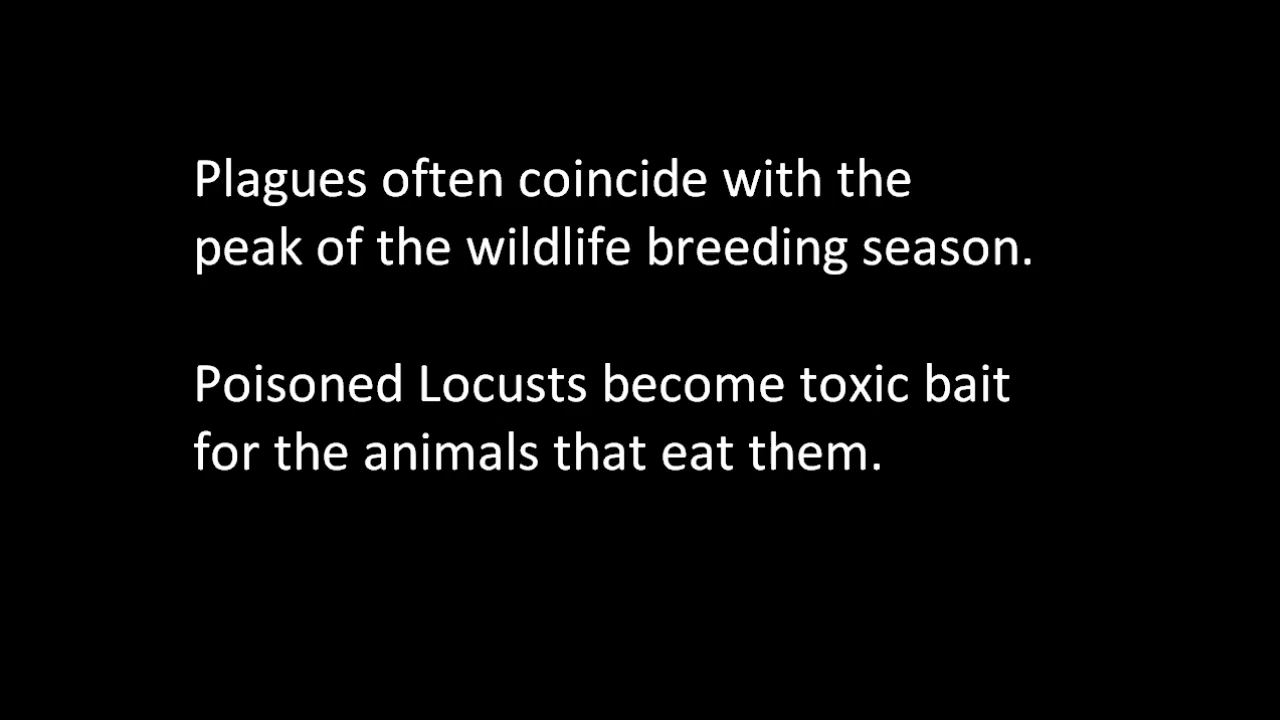 Plagues often coincide with the
peak of the wildlife breeding season.
Poisoned Locusts become toxic bait
for the animals that eat them.